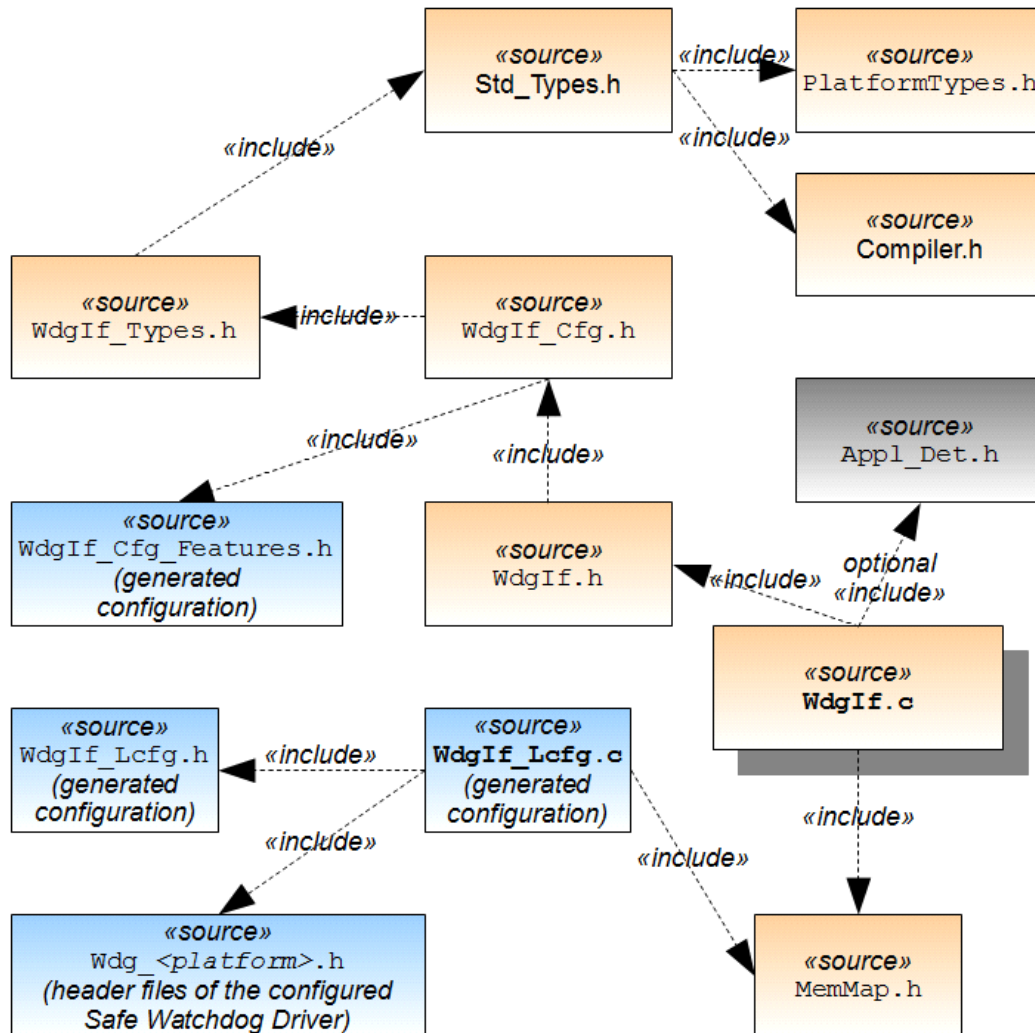 «source»
Std_Types.h
«include»
«source»
PlatformTypes.h
«include»
«include»
«source»
Compiler.h
«source»
WdgIf_Types.h
«include»
«source»
WdgIf_Cfg.h
«include»
«include»
«source»
Appl_Det.h
«source»
WdgIf_Cfg_Features.h
(generated
configuration)
«source»
WdgIf.h
«include»
optional
«include»
«source»
WdgIf.c
«source»
WdgIf_Lcfg.h
(generated
configuration)
«include»
«source»
WdgIf_Lcfg.c
(generated
configuration)
«include»
«include»
«include»
«source»
Wdg_<platform>.h
(header files of the configured
Safe Watchdog Driver)
«source»
MemMap.h